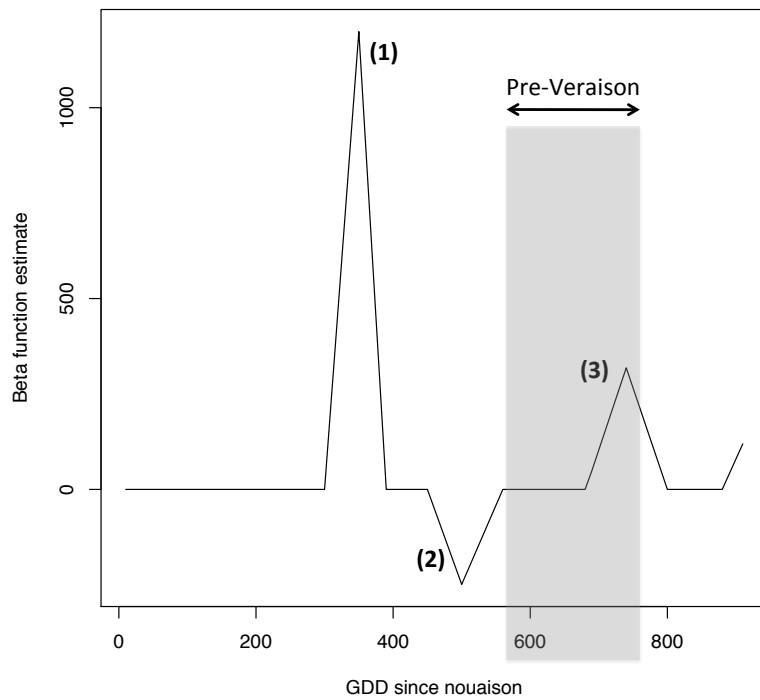 (1)
Pre-Veraison
1000
500
0
Beta function estimate
(3)
(2)
0 200 400 600 800
GDD since nouaison